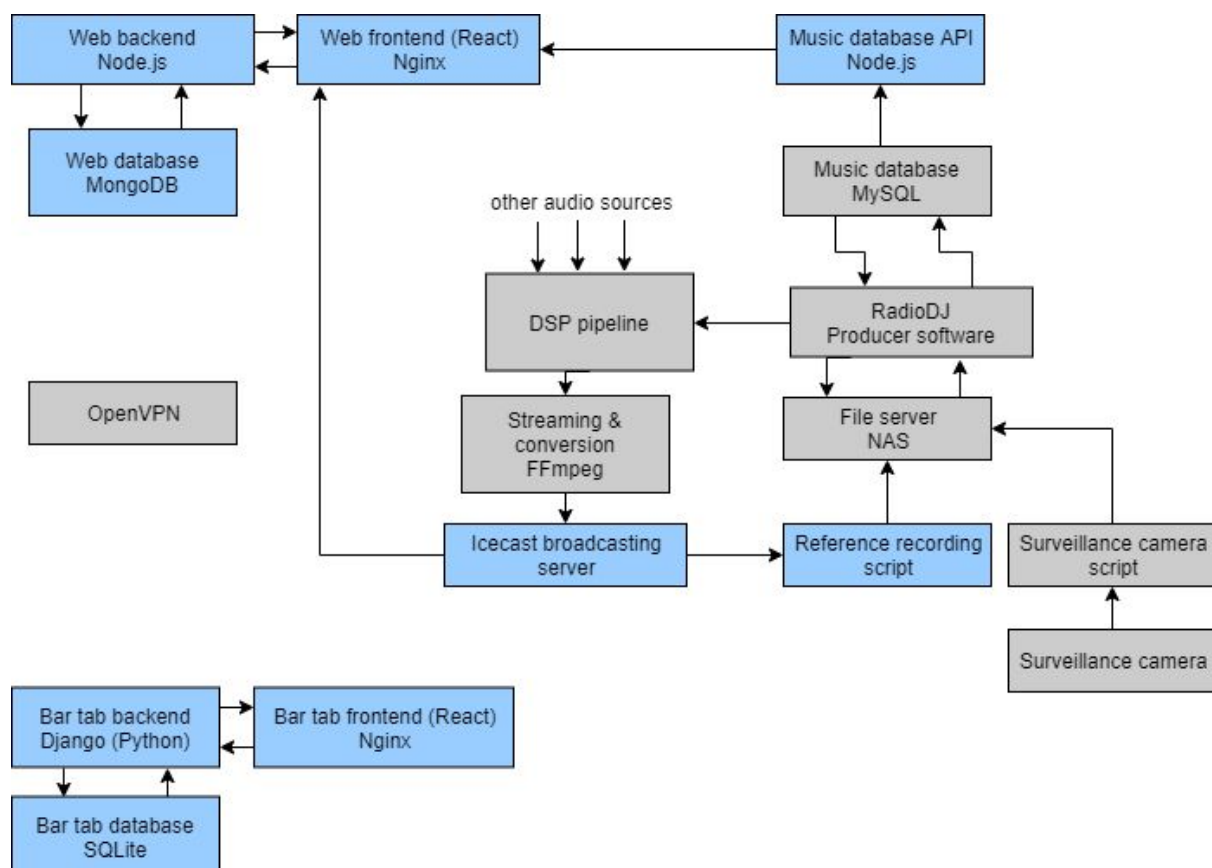 Web backend
Node.js
Web frontend (React)
Nginx
Music database API
Node.js
Web database
MongoDB
Music database
MySQL
other audio sources
DSP pipeline
RadioDJ
Producer software
OpenVPN
Streaming &
conversion
FFmpeg
File server
NAS
Icecast broadcasting
server
Reference recording
script
Surveillance camera
script
Surveillance camera
Bar tab backend
Django (Python)
Bar tab frontend (React)
Nginx
Bar tab database
SQLite